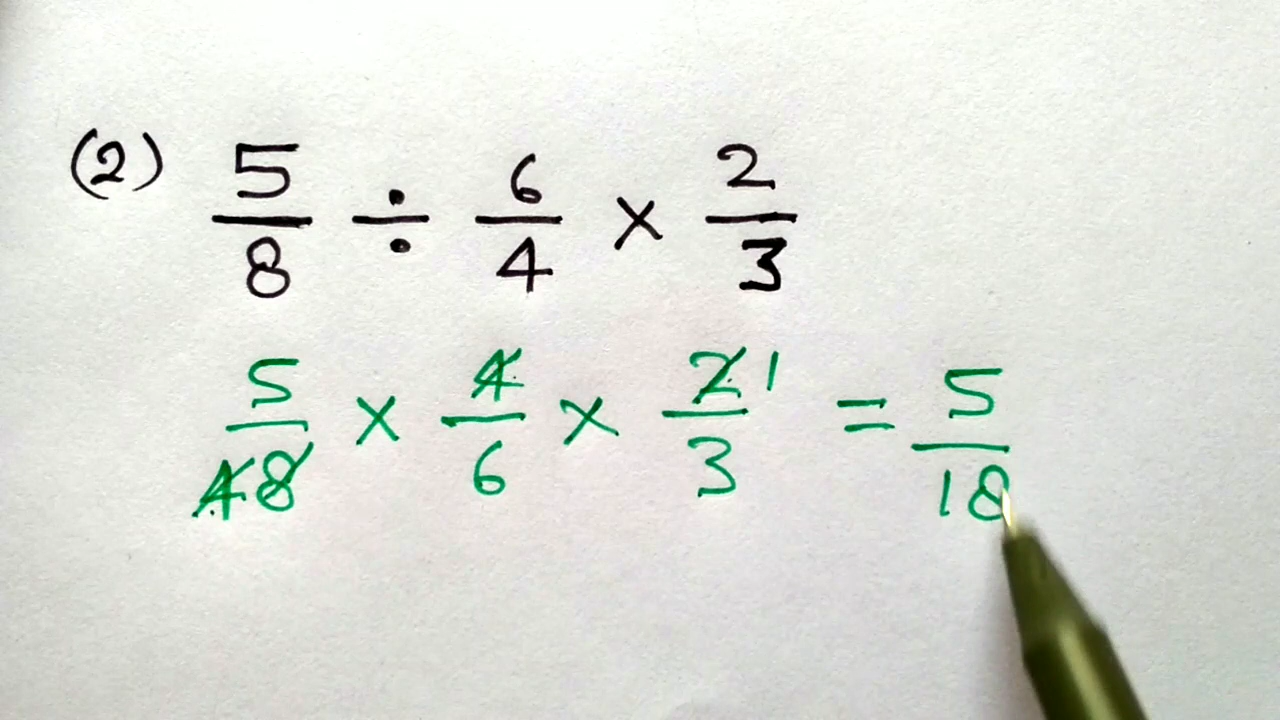 (2) 5/8 ÷ 6/4 × 2/3
5/48 × 4/6 × 21/3 = 5/18